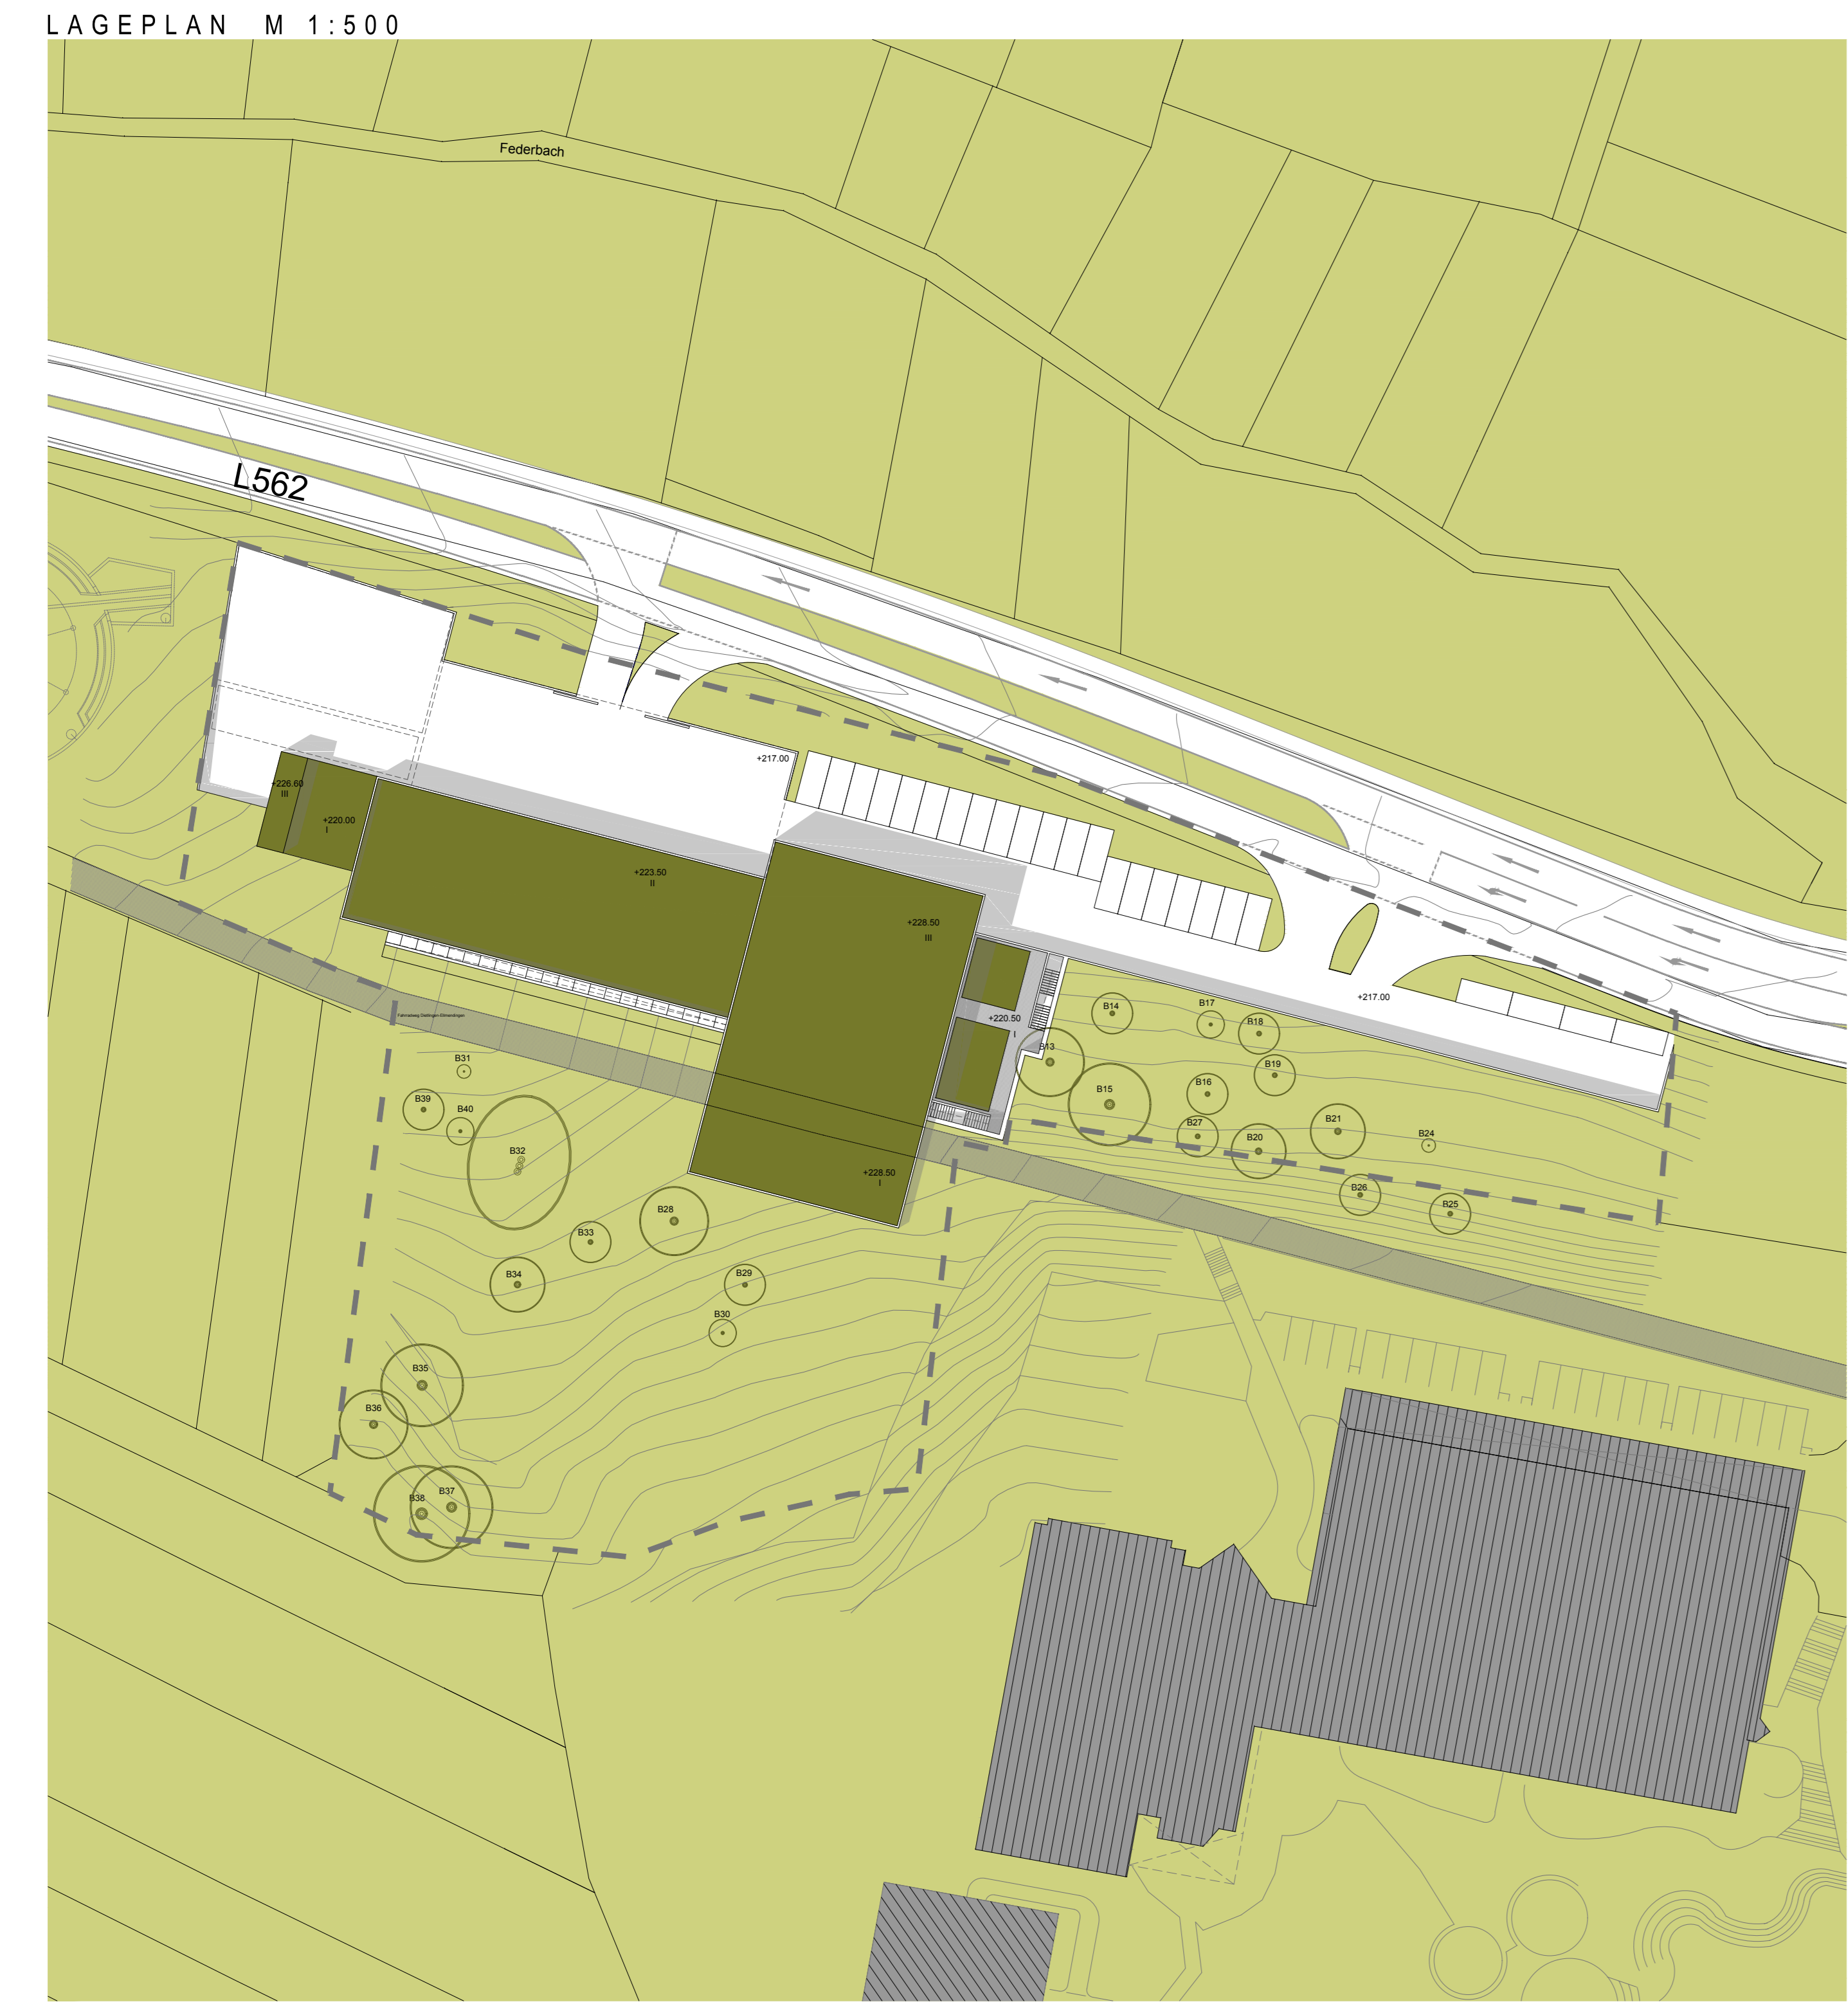 LAGEPLAN M 1:500
Federbach
L562
+217.00
+226.60
III
+220.00
I
+223.50
II
+228.50
III
+217.00
B14
B17
B18
+220.50
I
B13
B19
B31
B15
B16
B39
B40
B27
B20
B21
B24
B32
+228.50
I
B26
B25
B28
B33
B34
B29
B30
B35
B36
B38
B37